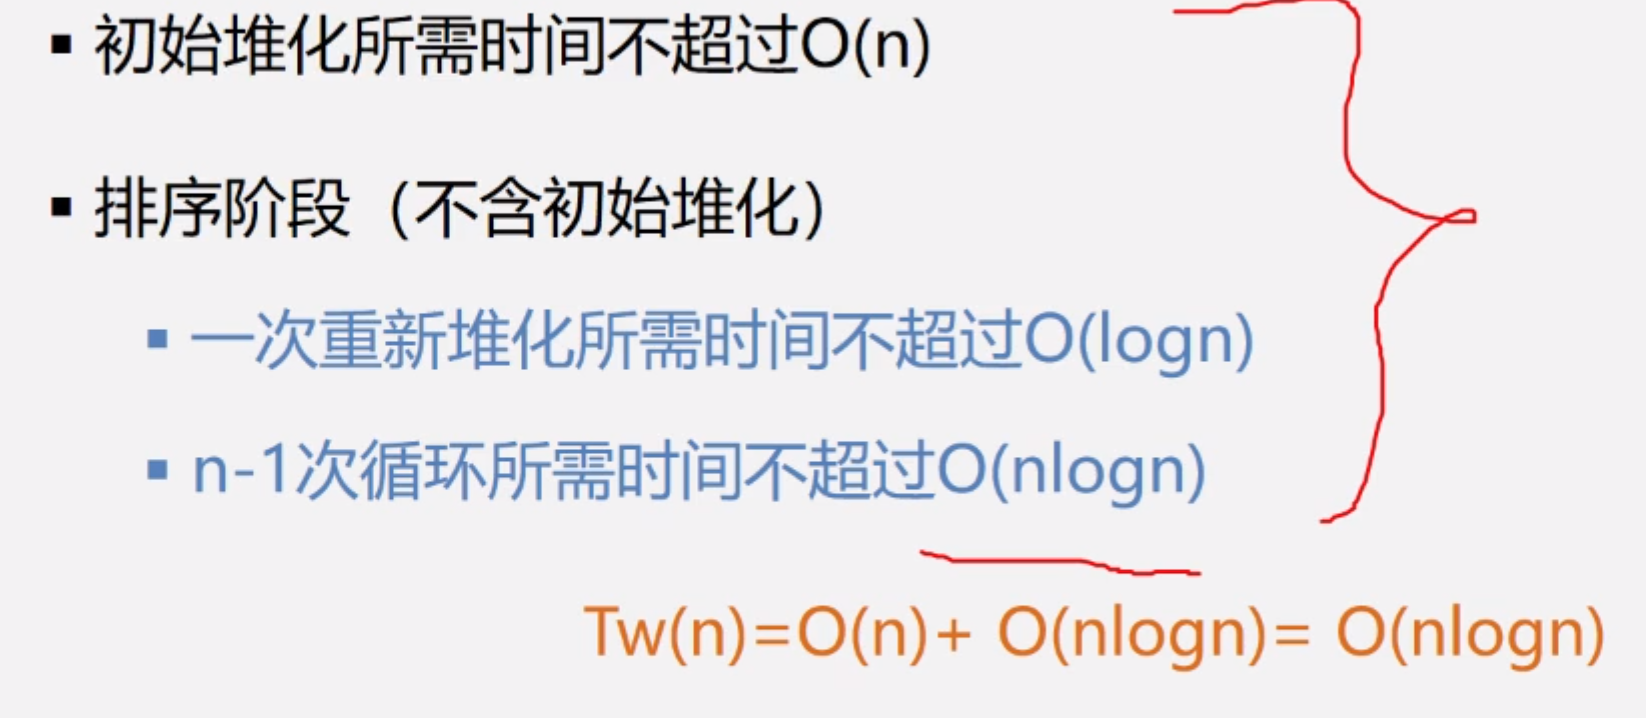 ▪ 初始堆化所需时间不超过O(n)
▪ 排序阶段（不含初始堆化）
▪ 一次重新堆化所需时间不超过O(logn)
▪ n-1次循环所需时间不超过O(nlogn)
Tw(n)=O(n)+ O(nlogn)= O(nlogn)